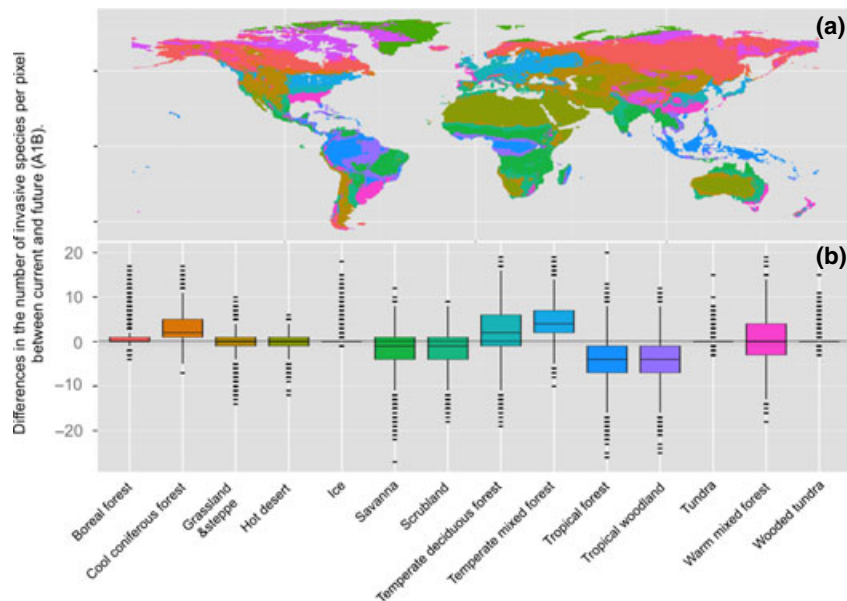 Differences in the number of invasive species per pixel
between current and future (A1B).
(a)
(b)
20
10
0
−10
−20
Boreal forest
Cool coniferous forest
Grassland
&steppe
Hot desert
Ice
Savanna
Scrubland
Temperate deciduous forest
Temperate mixed forest
Tropical forest
Tropical woodland
Tundra
Warm mixed forest
Wooded tundra